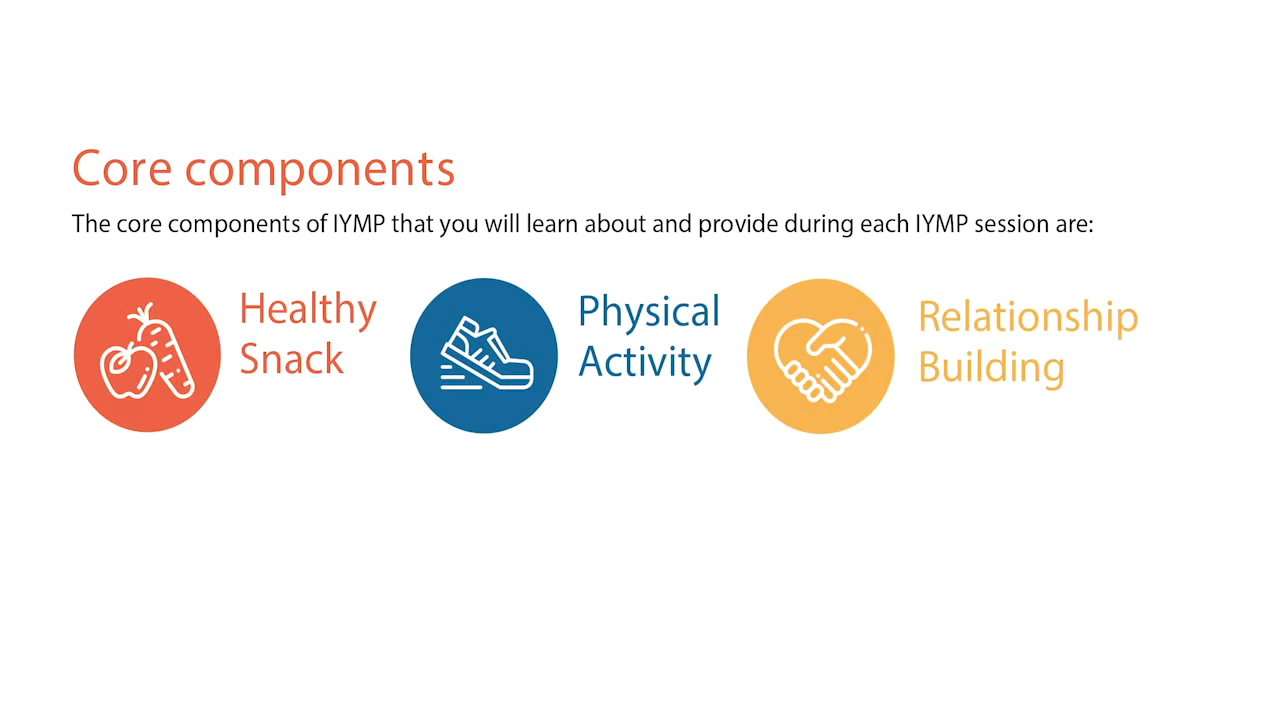 Core components
The core components of IYMP that you will learn about and provide during each IYMP session are:
Healthy
Snack
Physical
Activity
Relationship
Building